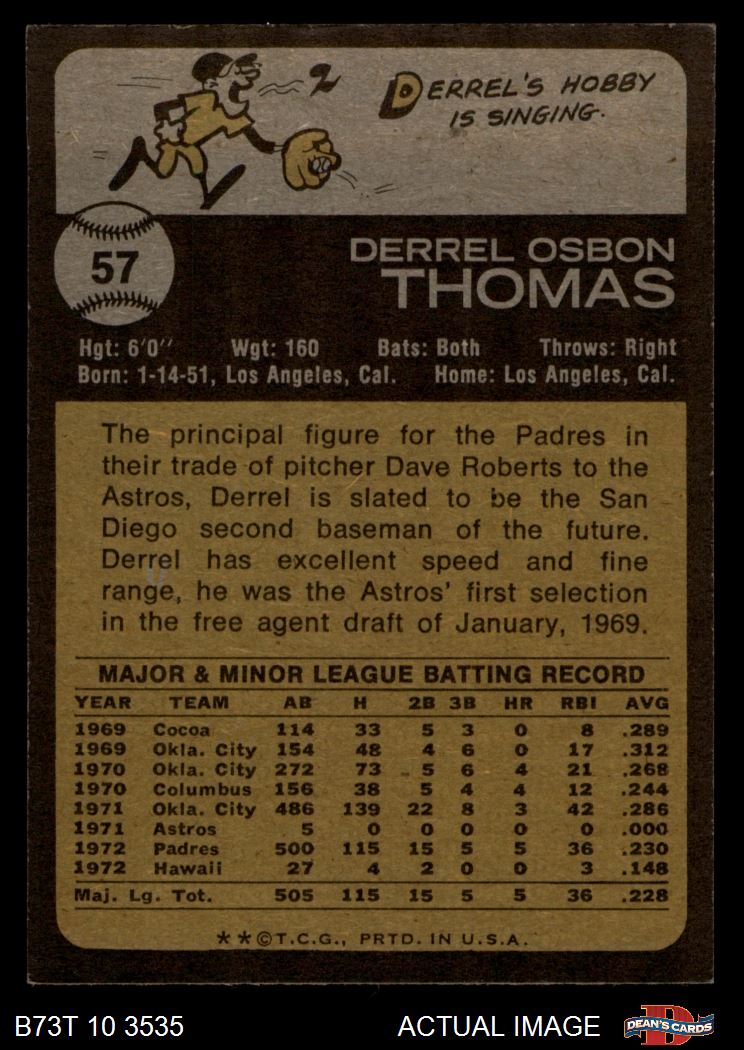 DERREL'S HOBBY
IS SINGING.
57
DERREL OSBON
THOMAS
Hgt: 6'0" Wgt: 160 Bats: Both Throws: Right
Born: 1-14-51, Los Angeles, Cal. Home: Los Angeles, Cal.
The principal figure for the Padres in
their trade of pitcher Dave Roberts to the
Astros, Derrel is slated to be the San
Diego second baseman of the future.
Derrel has excellent speed and fine
range, he was the Astros' first selection
in the free agent draft of January, 1969.
MAJOR & MINOR LEAGUE BATTING RECORD
YEAR TEAM AB H 2B 3B HR RBI AVG
1969 Cocoa 114 33 5 3 0 8 .289
1969 Okla. City 154 48 4 6 0 17 .312
1970 Okla. City 272 73 5 6 4 21 .268
1970 Columbus 156 38 5 4 4 12 .244
1971 Okla. City 486 139 22 8 3 42 .286
1971 Astros 5 0 0 0 0 0 .000
1972 Padres 500 115 15 5 5 36 .230
1972 Hawaii 27 4 2 0 0 3 .148
Maj. Lg. Tot. 505 115 15 5 5 36 .228
**©T.C.G., PRTD. IN U.S.A.
B73T 10 3535 ACTUAL IMAGE DEAN'S CARDS